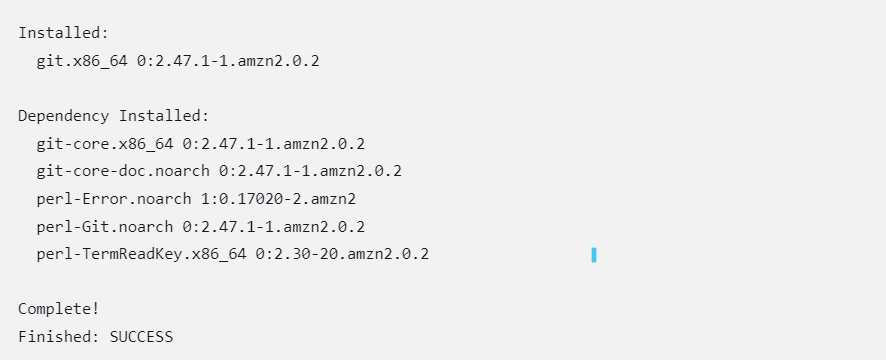 Installed:
git.x86_64 0:2.47.1-1.amzn2.0.2
Dependency Installed:
git-core.x86_64 0:2.47.1-1.amzn2.0.2
git-core-doc.noarch 0:2.47.1-1.amzn2.0.2
perl-Error.noarch 1:0.17020-2.amzn2
perl-Git.noarch 0:2.47.1-1.amzn2.0.2
perl-TermReadKey.x86_64 0:2.30-20.amzn2.0.2
Complete!
Finished: SUCCESS